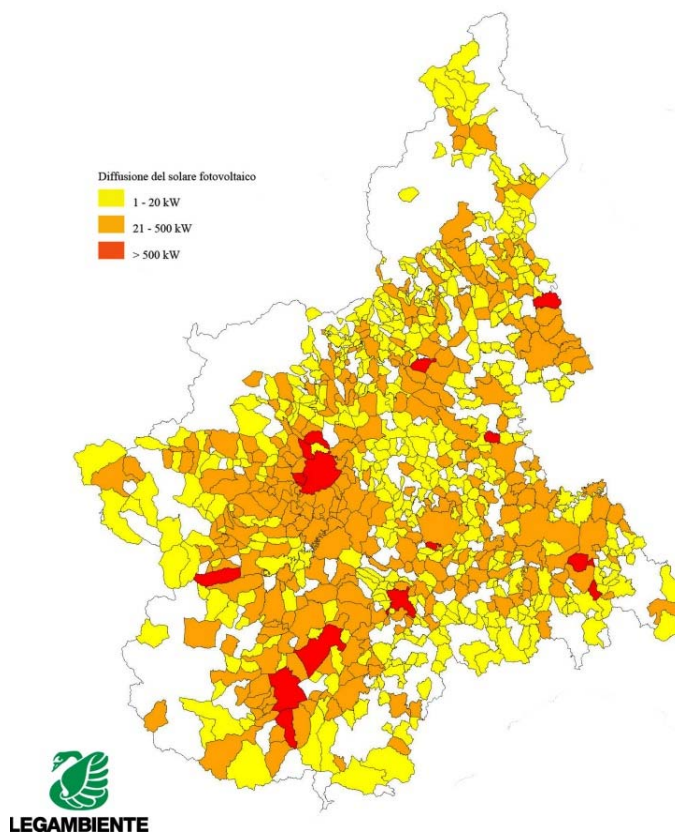 Diffusione del solare fotovoltaico
1 - 20 kW
21 - 500 kW
> 500 kW
LEGAMBIENTE